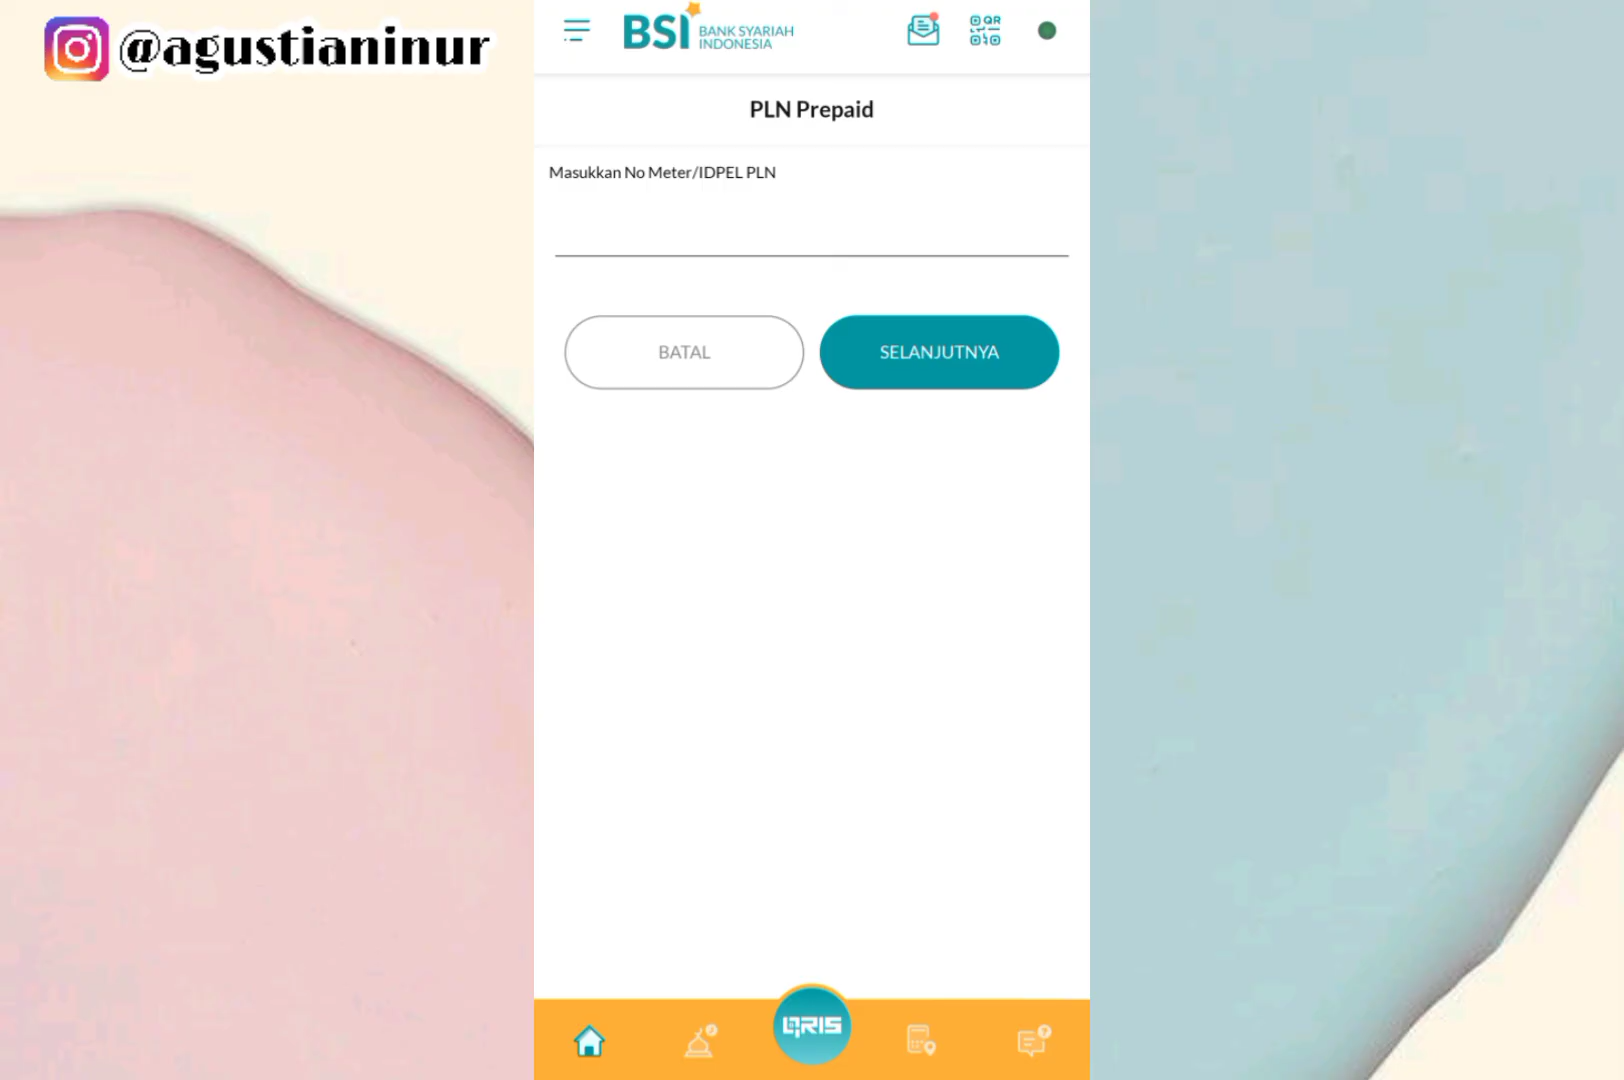 @agustianinur
BSI BANK SYARIAH
INDONESIA
QR
PLN Prepaid
Masukkan No Meter/IDPEL PLN
BATAL
SELANJUTNYA
QRIS